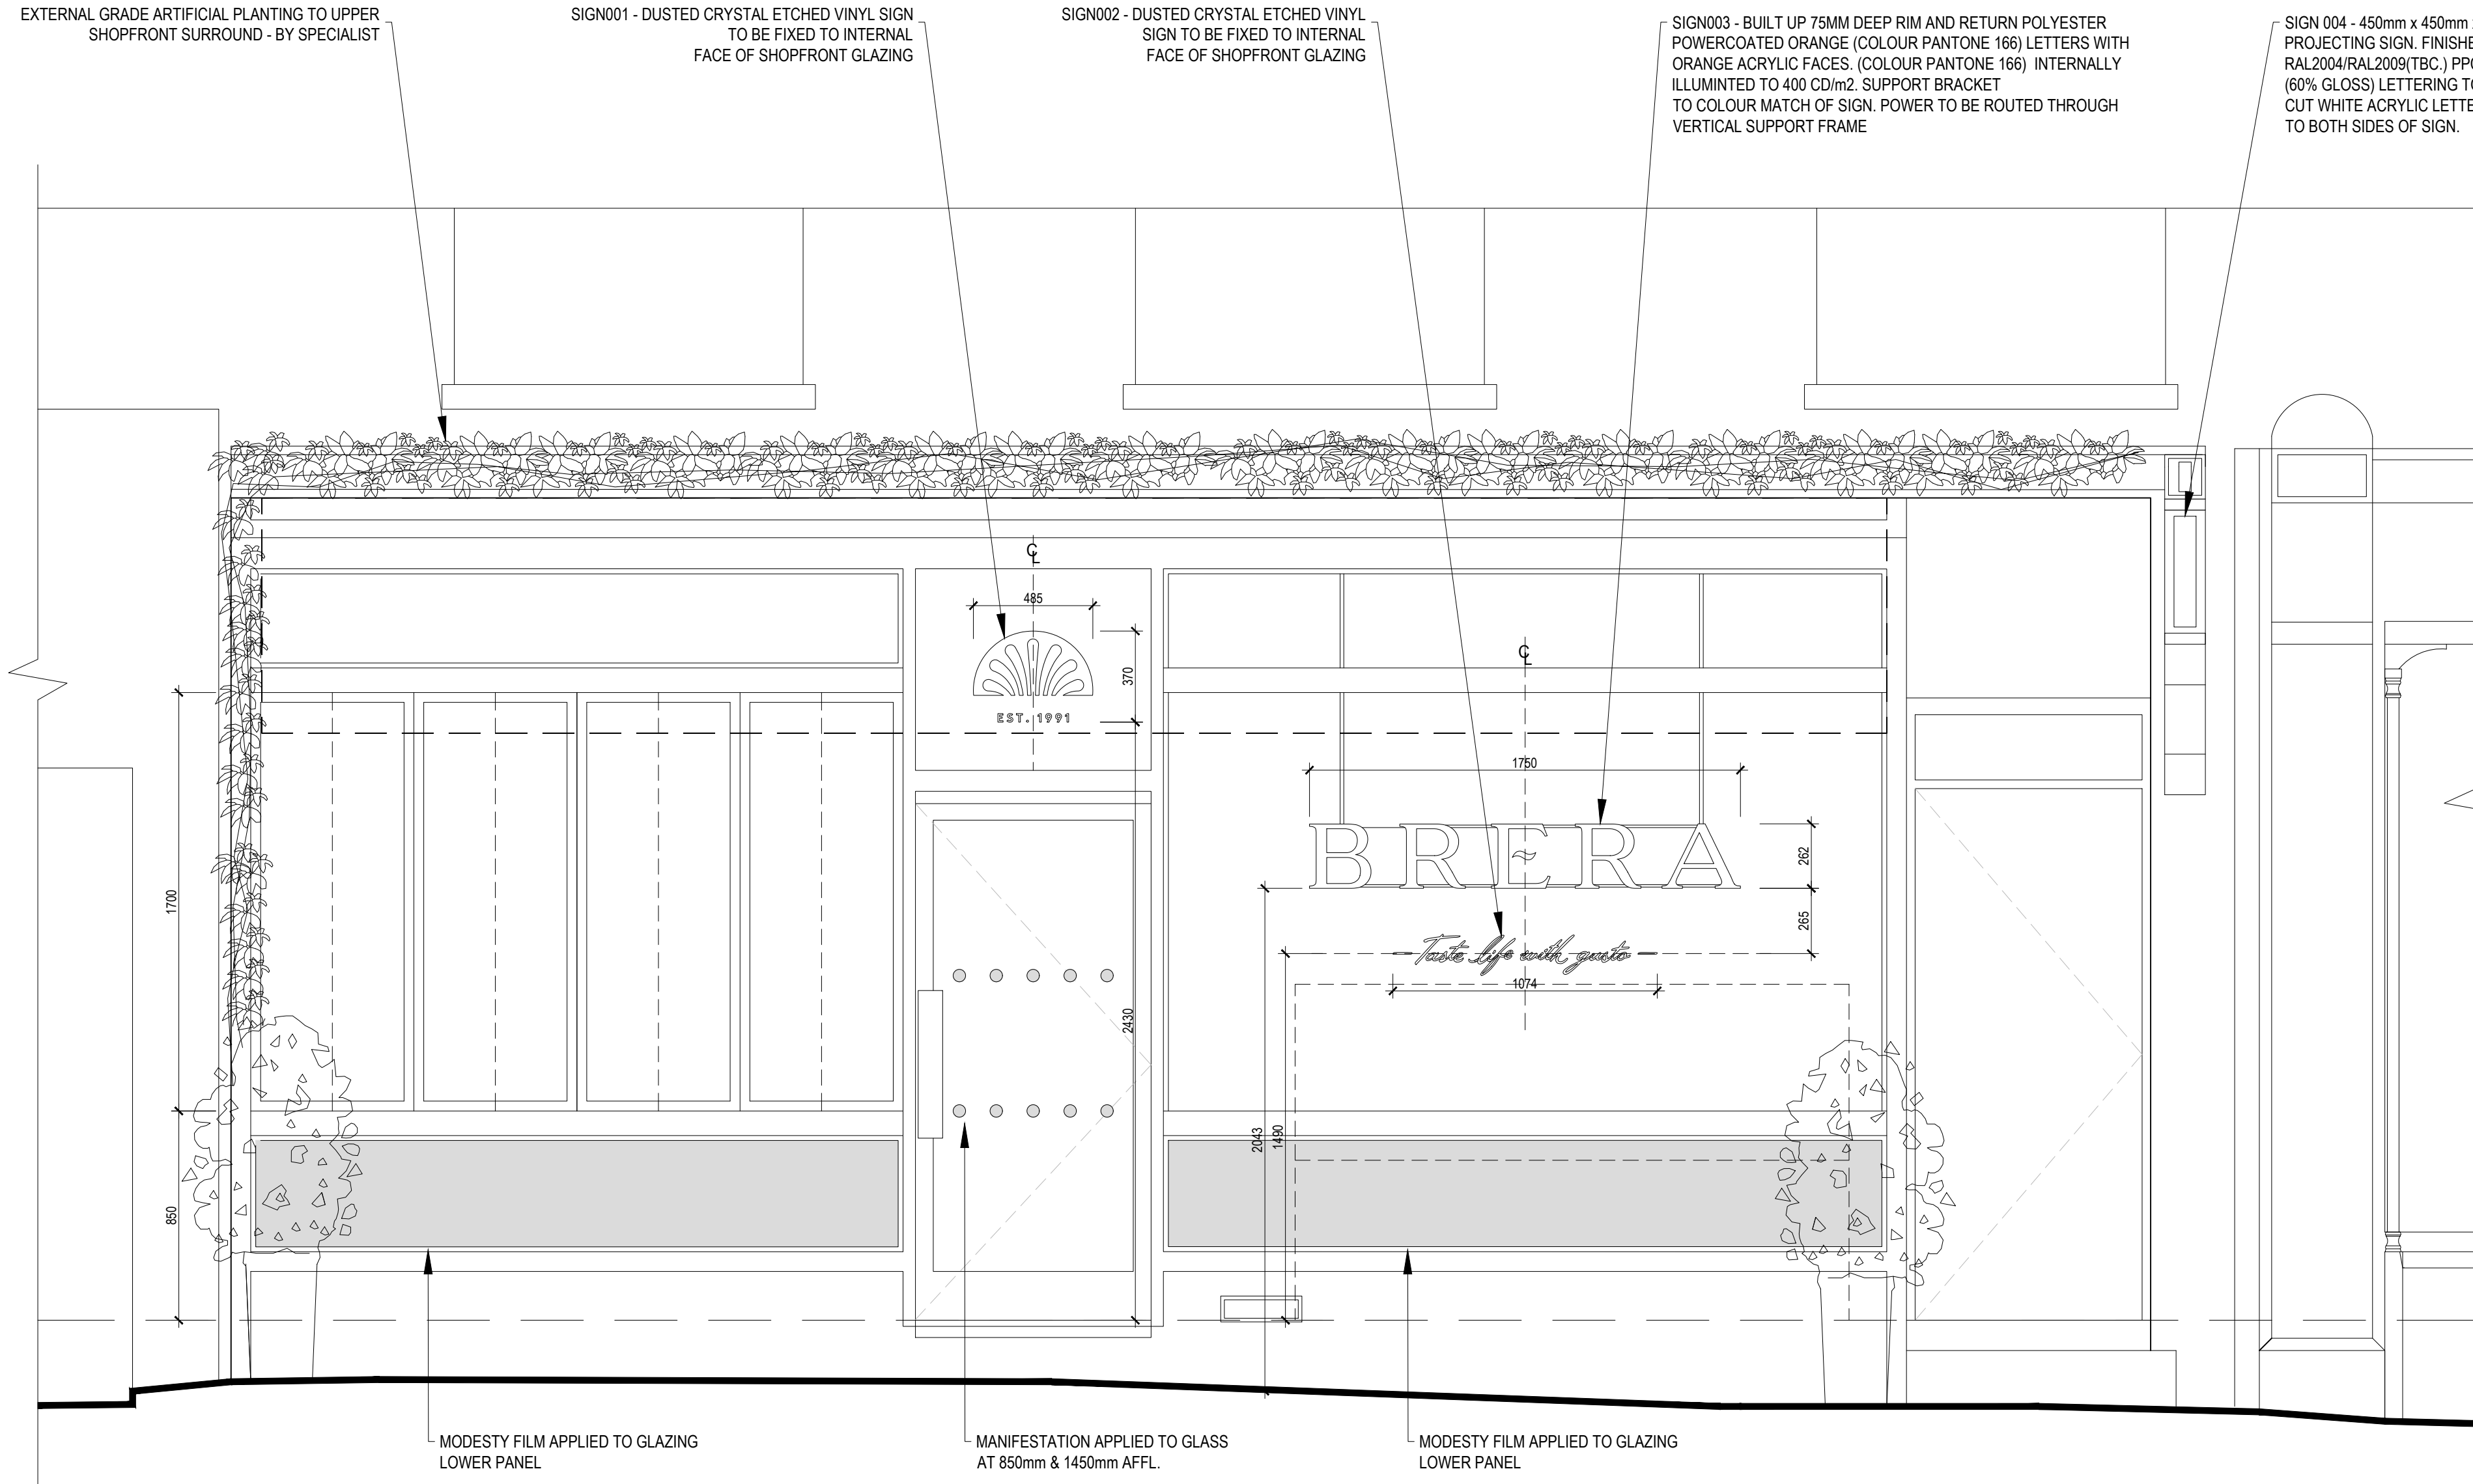 EXTERNAL GRADE ARTIFICIAL PLANTING TO UPPER
SHOPFRONT SURROUND - BY SPECIALIST
SIGN001 - DUSTED CRYSTAL ETCHED VINYL SIGN
TO BE FIXED TO INTERNAL
FACE OF SHOPFRONT GLAZING
SIGN002 - DUSTED CRYSTAL ETCHED VINYL
SIGN TO BE FIXED TO INTERNAL
FACE OF SHOPFRONT GLAZING
SIGN003 - BUILT UP 75MM DEEP RIM AND RETURN POLYESTER
POWERCOATED ORANGE (COLOUR PANTONE 166) LETTERS WITH
ORANGE ACRYLIC FACES. (COLOUR PANTONE 166) INTERNALLY
ILLUMINTED TO 400 CD/m2. SUPPORT BRACKET
TO COLOUR MATCH OF SIGN. POWER TO BE ROUTED THROUGH
VERTICAL SUPPORT FRAME
SIGN 004 - 450mm x 450mm
PROJECTING SIGN. FINISHE
RAL2004/RAL2009(TBC.) PP
(60% GLOSS) LETTERING TO
CUT WHITE ACRYLIC LETTE
TO BOTH SIDES OF SIGN.
CL
485
370
EST. 1991
CL
1750
BRERA
262
265
1700
- Taste life with gusto -
1074
2430
2043
1490
850
MODESTY FILM APPLIED TO GLAZING
LOWER PANEL
MANIFESTATION APPLIED TO GLASS
AT 850mm & 1450mm AFFL.
MODESTY FILM APPLIED TO GLAZING
LOWER PANEL